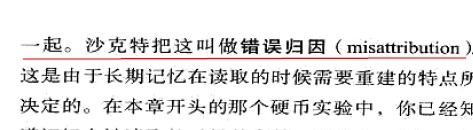 一起。沙克特把这叫做错误归因（misattribution）
这是由于长期记忆在读取的时候需要重建的特点所
决定的。在本章开头的那个硬币实验中，你已经知